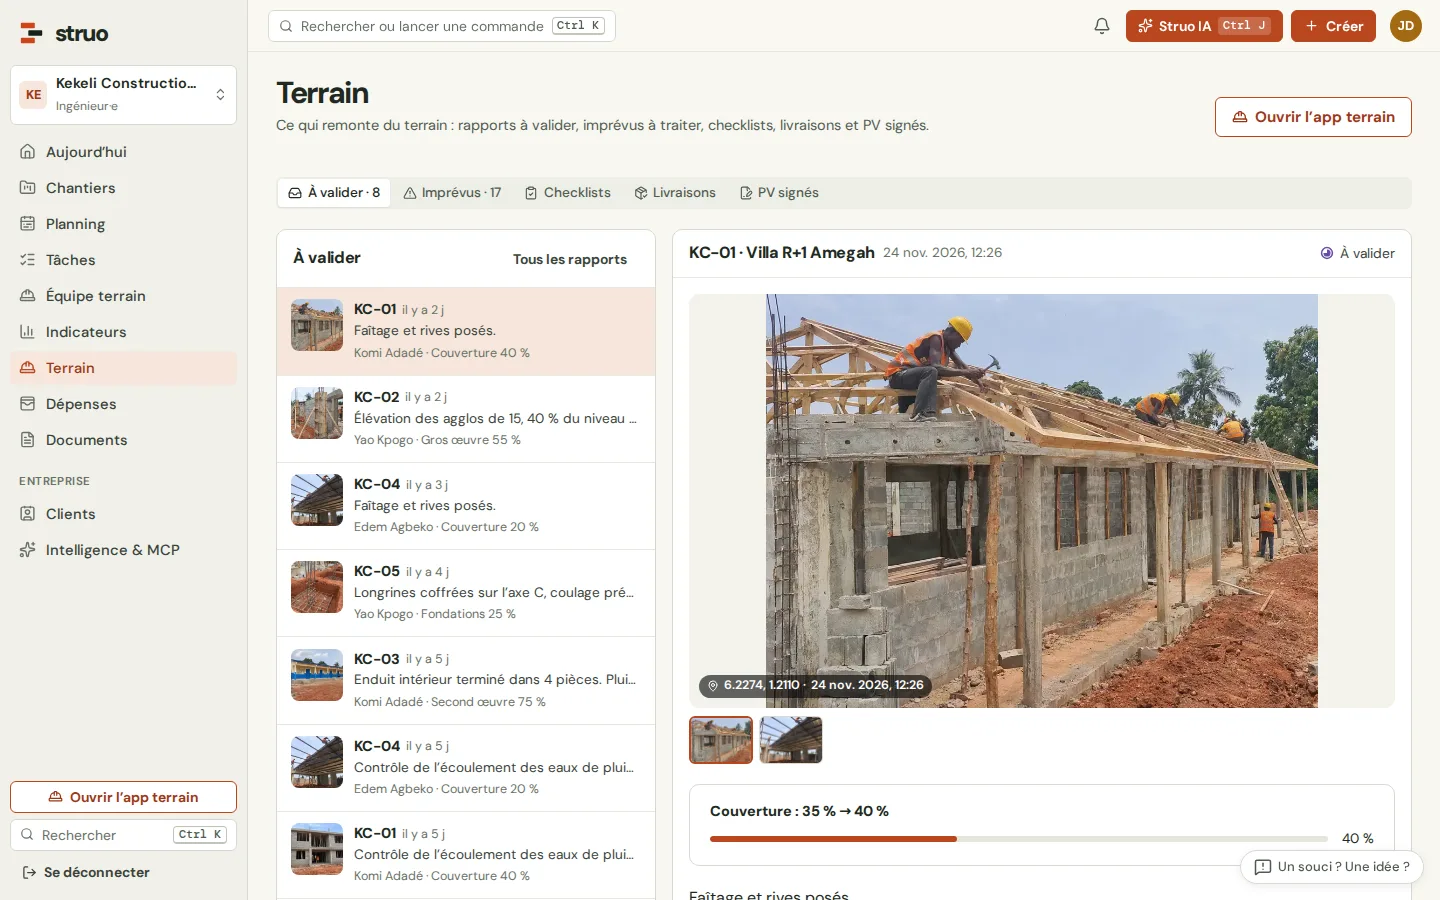 struo
KE
Kekeli Constructio...
Ingénieur·e
Aujourd'hui
Chantiers
Planning
Tâches
Équipe terrain
Indicateurs
Terrain
Dépenses
Documents
ENTREPRISE
Clients
Intelligence & MCP
Ouvrir l'app terrain
Rechercher Ctrl K
Se déconnecter
Rechercher ou lancer une commande Ctrl K
Struo IA Ctrl J
Créer
JD
Terrain
Ce qui remonte du terrain : rapports à valider, imprévus à traiter, checklists, livraisons et PV signés.
Ouvrir l'app terrain
À valider · 8
Imprévus · 17
Checklists
Livraisons
PV signés
À valider
Tous les rapports
KC-01 il y a 2 j
Faîtage et rives posés.
Komi Adadé · Couverture 40 %
KC-02 il y a 2 j
Élévation des agglos de 15, 40 % du niveau ...
Yao Kpogo · Gros œuvre 55 %
KC-04 il y a 3 j
Faîtage et rives posés.
Edem Agbeko · Couverture 20 %
KC-05 il y a 4 j
Longrines coffrées sur l'axe C, coulage pré...
Yao Kpogo · Fondations 25 %
KC-03 il y a 5 j
Enduit intérieur terminé dans 4 pièces. Plui...
Komi Adadé · Second œuvre 75 %
KC-04 il y a 5 j
Contrôle de l'écoulement des eaux de plui...
Edem Agbeko · Couverture 20 %
KC-01 il y a 5 j
Contrôle de l'écoulement des eaux de plui...
Komi Adadé · Couverture 40 %
KC-01 · Villa R+1 Amegah 24 nov. 2026, 12:26
À valider
6.2274, 1.2110 · 24 nov. 2026, 12:26
Couverture : 35 % → 40 %
40 %
Faîtage et rives posés.
Un souci ? Une idée ?